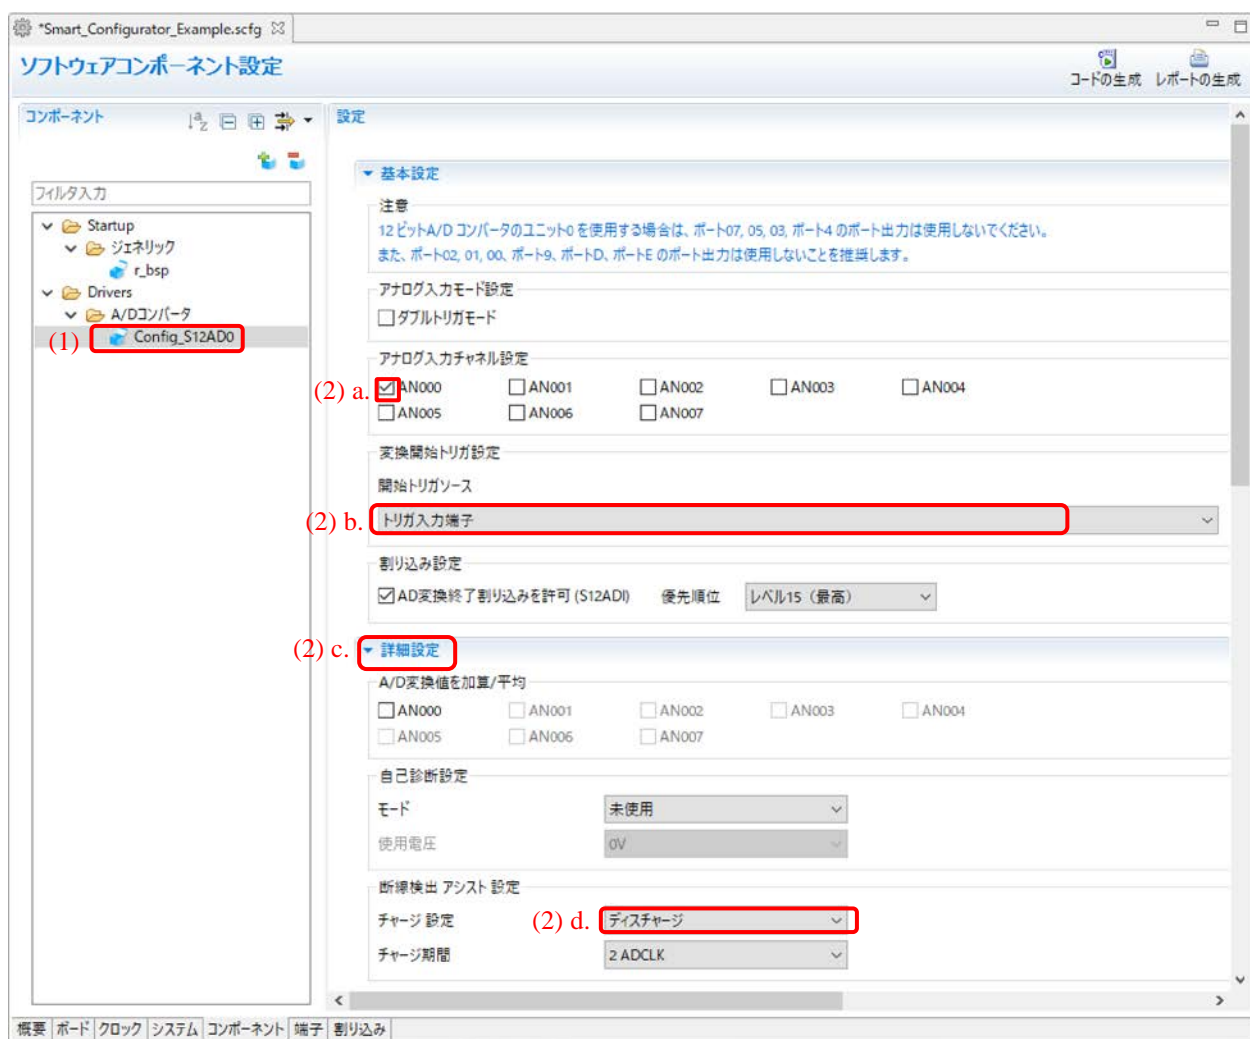 *Smart_Configurator_Example.scfg
ソフトウェアコンポーネント設定
コードの生成 レポートの生成
コンポーネント
設定
フィルタ入力
Startup
ジェネリック
r_bsp
Drivers
A/Dコンバータ
(1) Config_S12AD0
基本設定
注意
12 ビットA/D コンバータのユニット0 を使用する場合は、ポート07, 05, 03, ポート4 のポート出力は使用しないでください。
また、ポート02, 01, 00、ポート9、ポートD、ポートE のポート出力は使用しないことを推奨します。
アナログ入力モード設定
ダブルトリガモード
アナログ入力チャネル設定
(2) a. AN000 AN001 AN002 AN003 AN004
AN005 AN006 AN007
変換開始トリガ設定
開始トリガソース
(2) b. トリガ入力端子
割り込み設定
AD変換終了割り込みを許可 (S12ADI) 優先順位 レベル15（最高）
(2) c. 詳細設定
A/D変換値を加算/平均
AN000 AN001 AN002 AN003 AN004
AN005 AN006 AN007
自己診断設定
モード 未使用
使用電圧 0V
断線検出 アシスト 設定
チャージ 設定 (2) d. ディスチャージ
チャージ期間 2 ADCLK
概要 ボード クロック システム コンポーネント 端子 割り込み